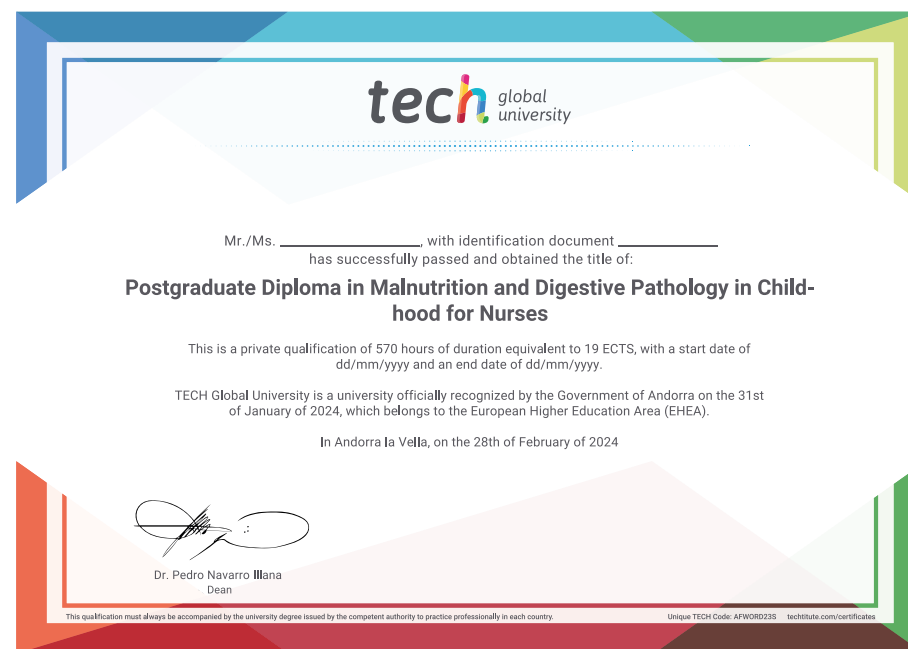 tech global
university
Mr./Ms. ____________________, with identification document ______________
has successfully passed and obtained the title of:
Postgraduate Diploma in Malnutrition and Digestive Pathology in Child-
hood for Nurses
This is a private qualification of 570 hours of duration equivalent to 19 ECTS, with a start date of
dd/mm/yyyy and an end date of dd/mm/yyyy.
TECH Global University is a university officially recognized by the Government of Andorra on the 31st
of January of 2024, which belongs to the European Higher Education Area (EHEA).
In Andorra la Vella, on the 28th of February of 2024
Dr. Pedro Navarro Illana
Dean
This qualification must always be accompanied by the university degree issued by the competent authority to practice professionally in each country. Unique TECH Code: AFWORD23S techtitute.com/certificates